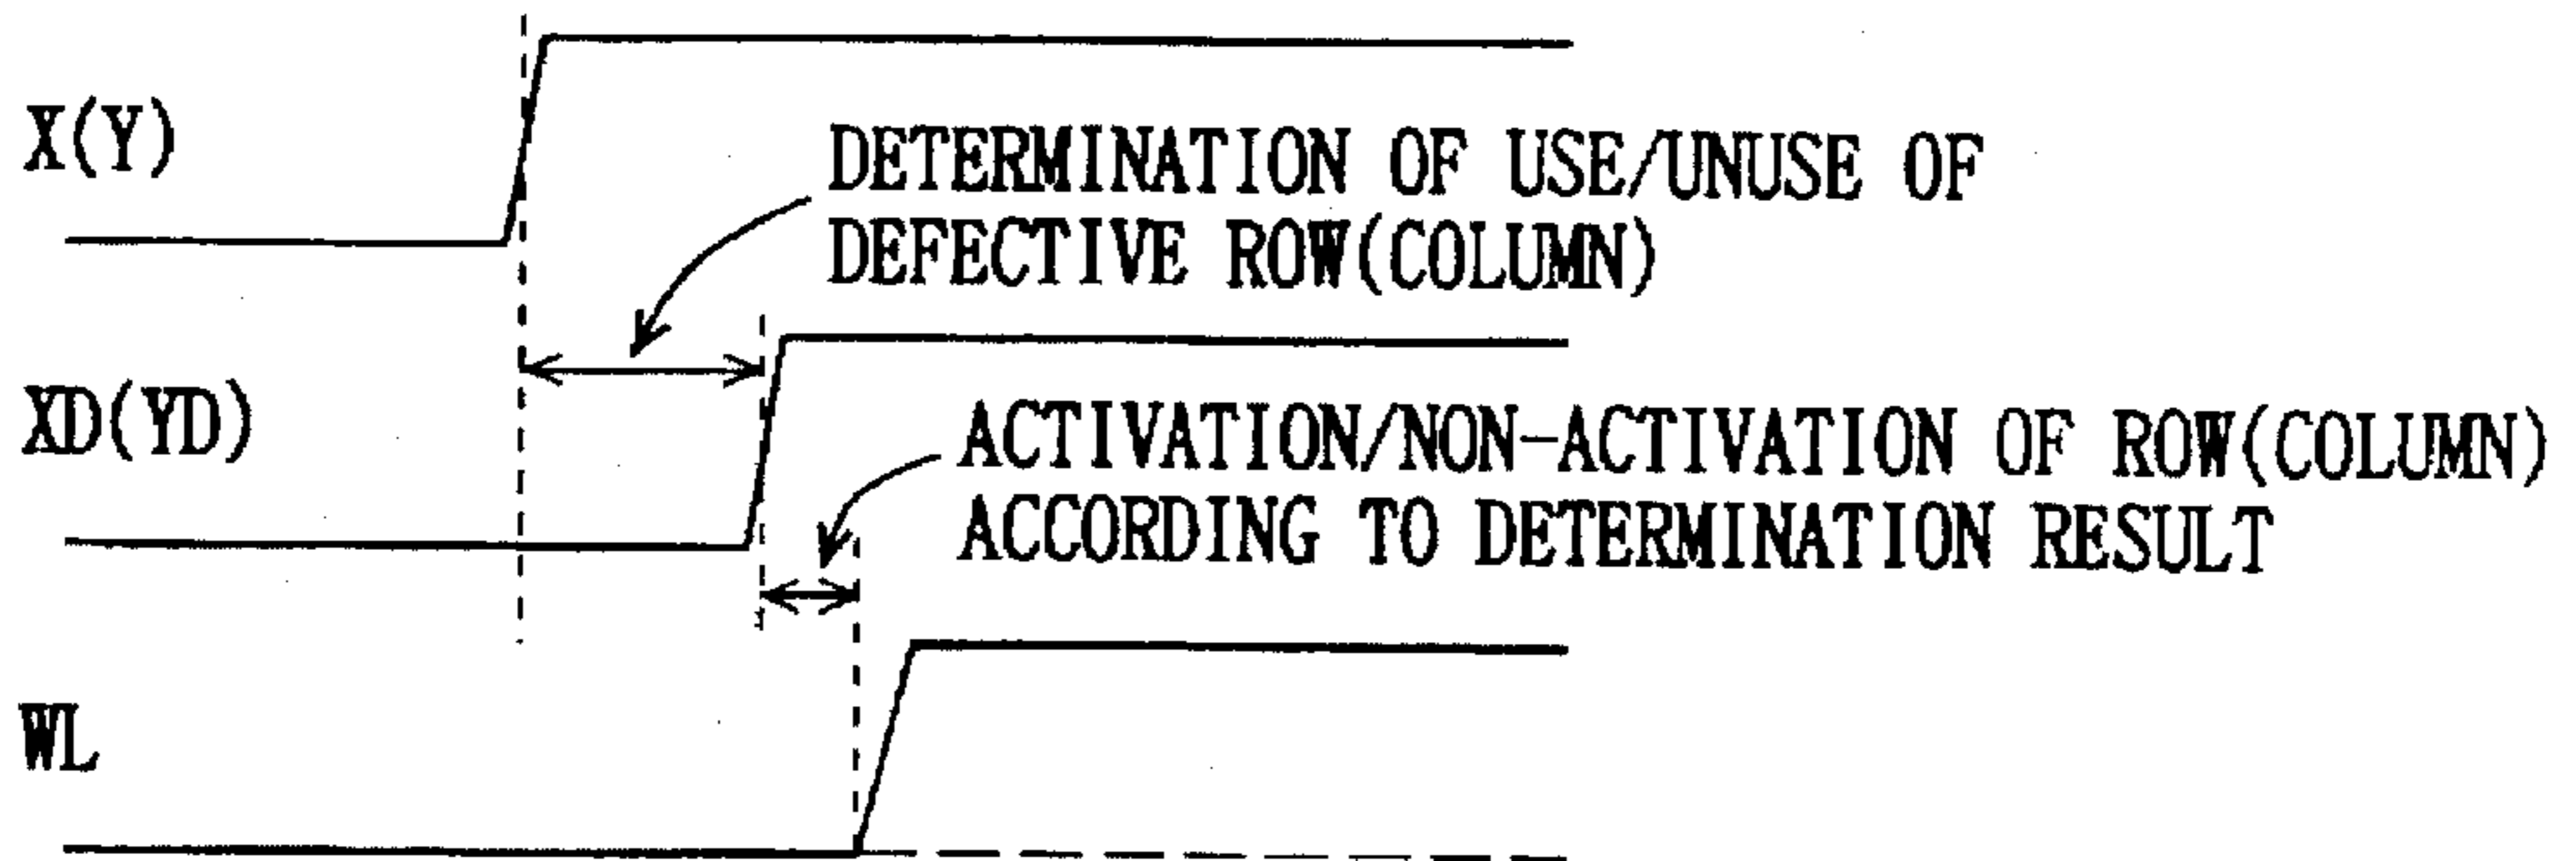 X(Y)
DETERMINATION OF USE/UNUSE OF
DEFECTIVE ROW(COLUMN)
XD(YD)
ACTIVATION/NON-ACTIVATION OF ROW(COLUMN)
ACCORDING TO DETERMINATION RESULT
WL